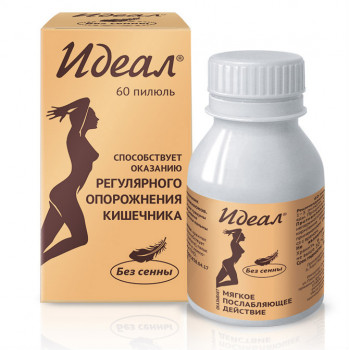 Идеал®
60 пилюль
СПОСОБСТВУЕТ
ОКАЗАНИЮ
РЕГУЛЯРНОГО
ОПОРОЖНЕНИЯ
КИШЕЧНИКА
Без сенны
Идеал®
Без сенны
МЯГКОЕ
ПОСЛАБЛЯЮЩЕЕ
ДЕЙСТВИЕ